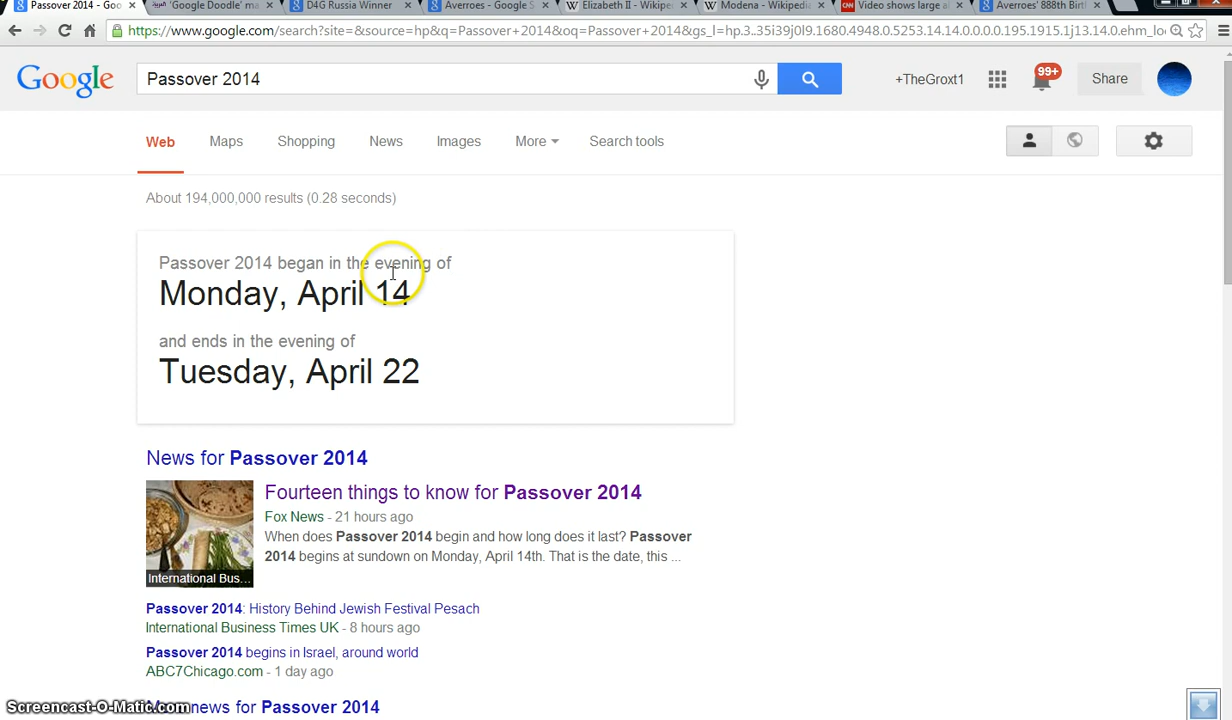 Passover 2014 - Goo
'Google Doodle' ma
D4G Russia Winner
Averroes - Google S
Elizabeth II - Wikipe
Modena - Wikipedi
Video shows large al
Averroes' 888th Birt
https://www.google.com/search?site=&source=hp&q=Passover+2014&oq=Passover+2014&gs_l=hp.3..35i39j0l9.1680.4948.0.5253.14.14.0.0.0.0.195.1915.1j13.14.0.ehm_lo
Google
Passover 2014
+TheGroxt1
99+
Share
Web Maps Shopping News Images More Search tools
About 194,000,000 results (0.28 seconds)
Passover 2014 began in the evening of
Monday, April 14
and ends in the evening of
Tuesday, April 22
News for Passover 2014
Fourteen things to know for Passover 2014
Fox News - 21 hours ago
When does Passover 2014 begin and how long does it last? Passover
2014 begins at sundown on Monday, April 14th. That is the date, this ...
International Bus...
Passover 2014: History Behind Jewish Festival Pesach
International Business Times UK - 8 hours ago
Passover 2014 begins in Israel, around world
ABC7Chicago.com - 1 day ago
news for Passover 2014
Screencast-O-Matic.com